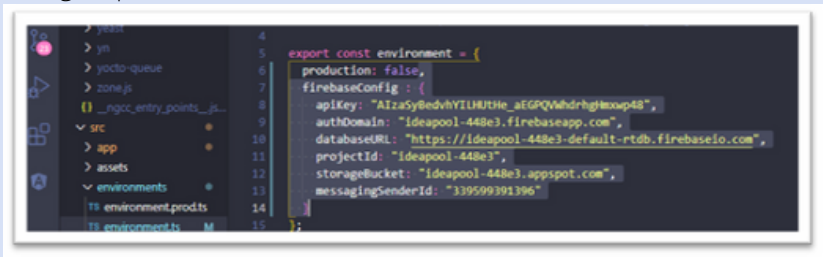 yeast
yn
yocto-queue
zone.js
{} _ngcc_entry_points__js...
src
app
assets
environments
TS environment.prod.ts
TS environment.ts M
4
5 export const environment = {
6 production: false,
7 firebaseConfig : {
8 apiKey: "AIzaSyBedvhYILHUtHe_aEGPQVWhdrhgHmxwp48",
9 authDomain: "ideapool-448e3.firebaseapp.com",
10 databaseURL: "https://ideapool-448e3-default-rtdb.firebaseio.com",
11 projectId: "ideapool-448e3",
12 storageBucket: "ideapool-448e3.appspot.com",
13 messagingSenderId: "339599391396"
14 }
15 };